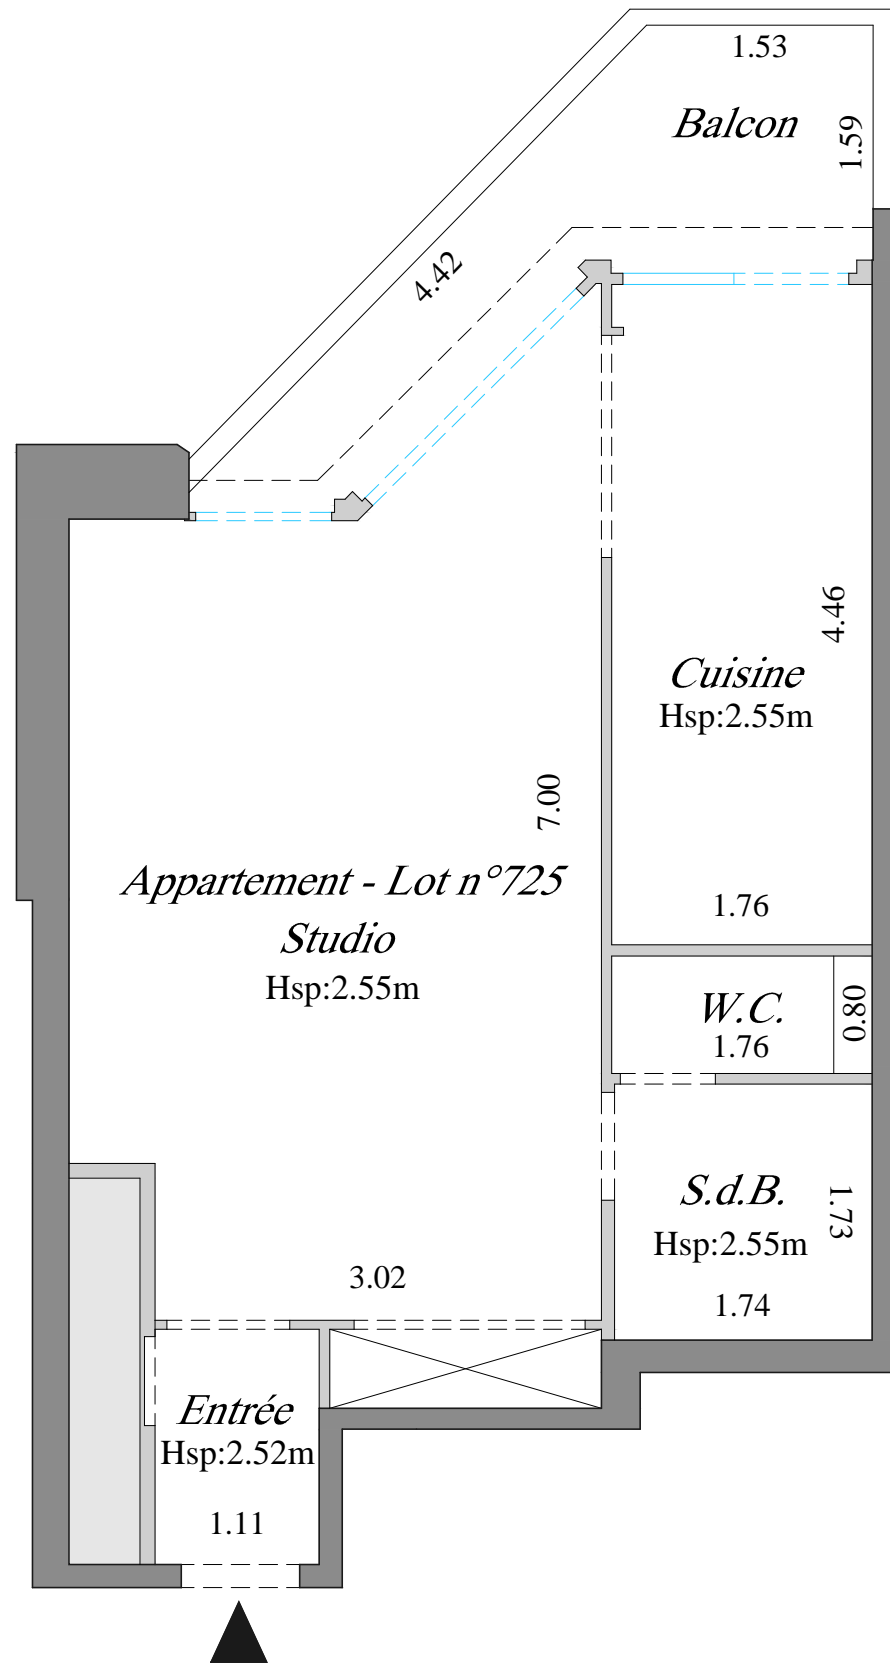 1.53
Balcon
1.59
4.42
4.46
Cuisine
Hsp:2.55m
7.00
Appartement - Lot n°725
Studio
Hsp:2.55m
1.76
W.C.
1.76
0.80
S.d.B.
Hsp:2.55m
1.73
1.74
3.02
Entrée
Hsp:2.52m
1.11